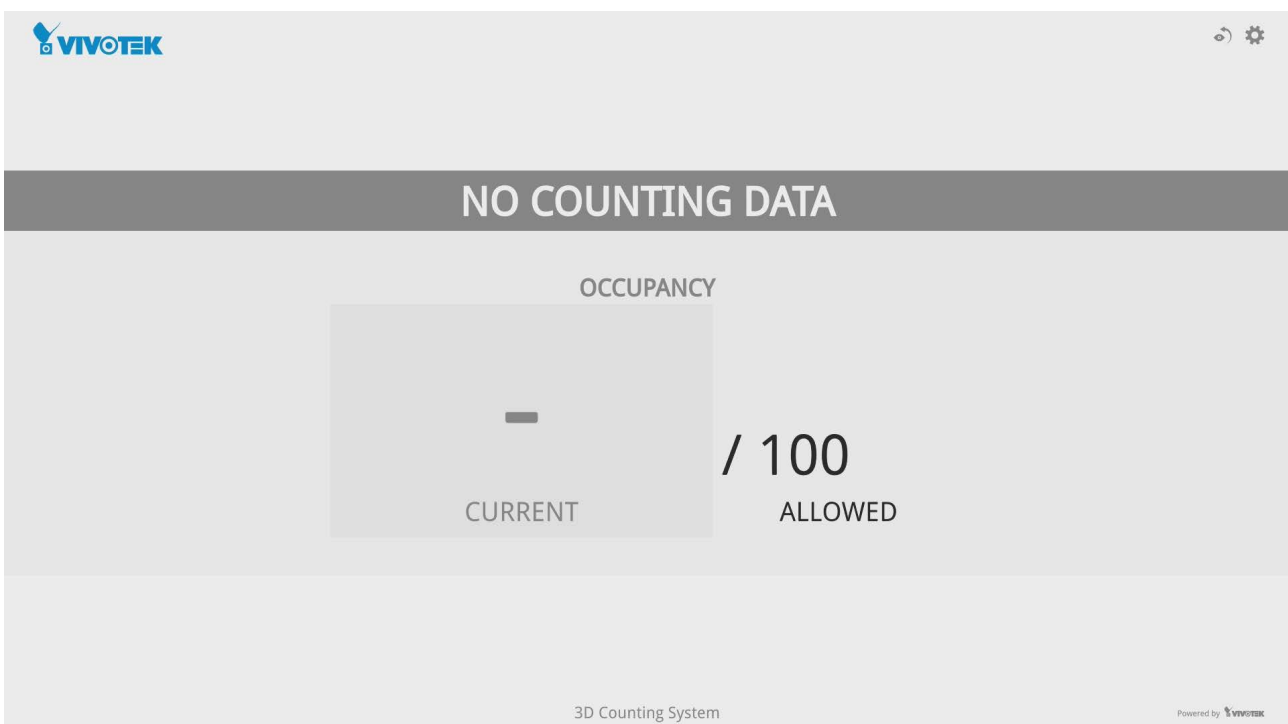 VIVOTEK
NO COUNTING DATA
OCCUPANCY
-
/ 100
CURRENT
ALLOWED
3D Counting System
Powered by VIVOTEK